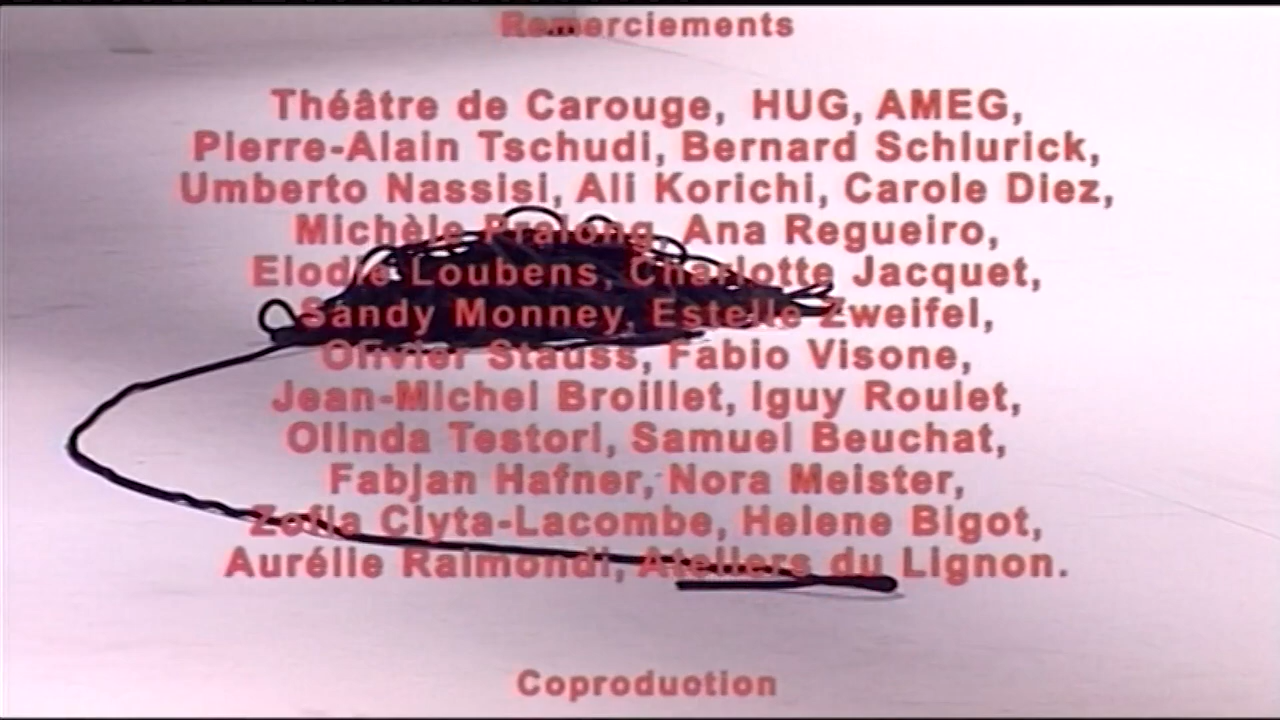 Remerciements
Théâtre de Carouge, HUG, AMEG,
Pierre-Alain Tschudi, Bernard Schlurick,
Umberto Nassisi, Ali Korichi, Carole Diez,
Michèle Pralong, Ana Regueiro,
Elodie Loubens, Charlotte Jacquet,
Sandy Monney, Estelle Zweifel,
Olivier Stauss, Fabio Visone,
Jean-Michel Broillet, Iguy Roulet,
Olinda Testori, Samuel Beuchat,
Fabjan Hafner, Nora Meister,
Zofia Clyta-Lacombe, Helene Bigot,
Aurélie Raimondi, Ateliers du Lignon.
Coproduction